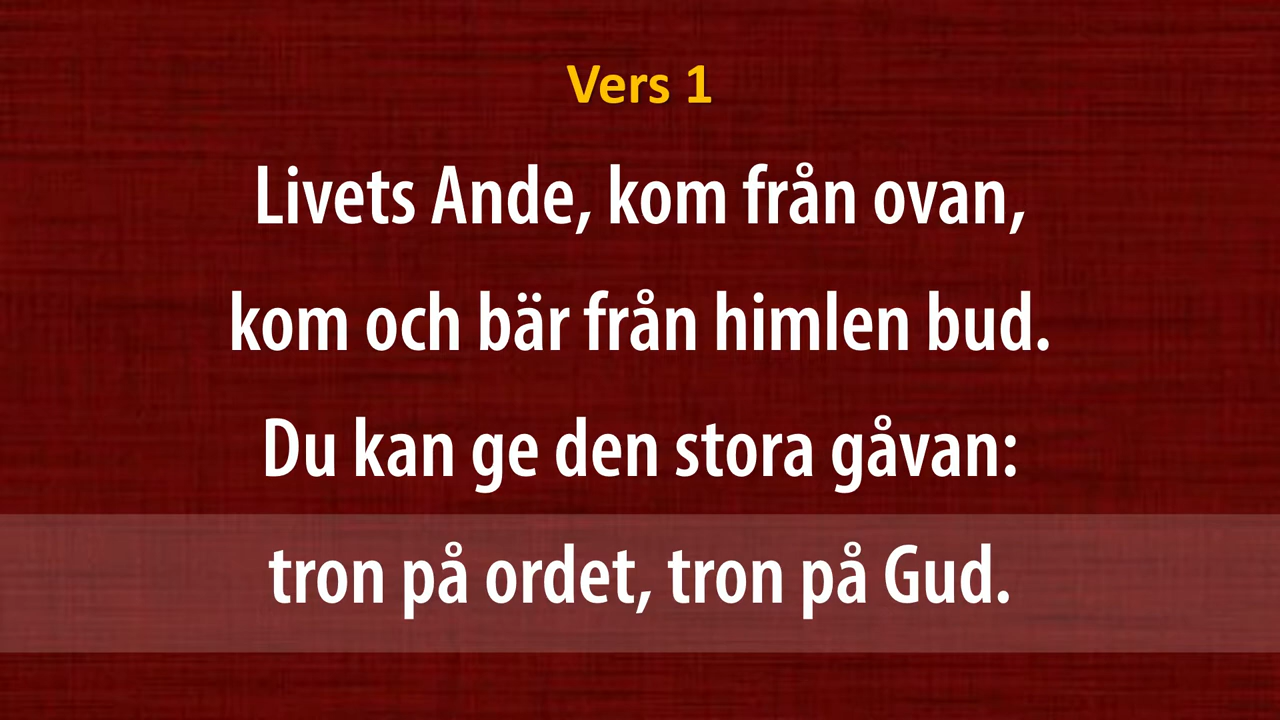 Vers 1
Livets Ande, kom från ovan,
kom och bär från himlen bud.
Du kan ge den stora gåvan:
tron på ordet, tron på Gud.